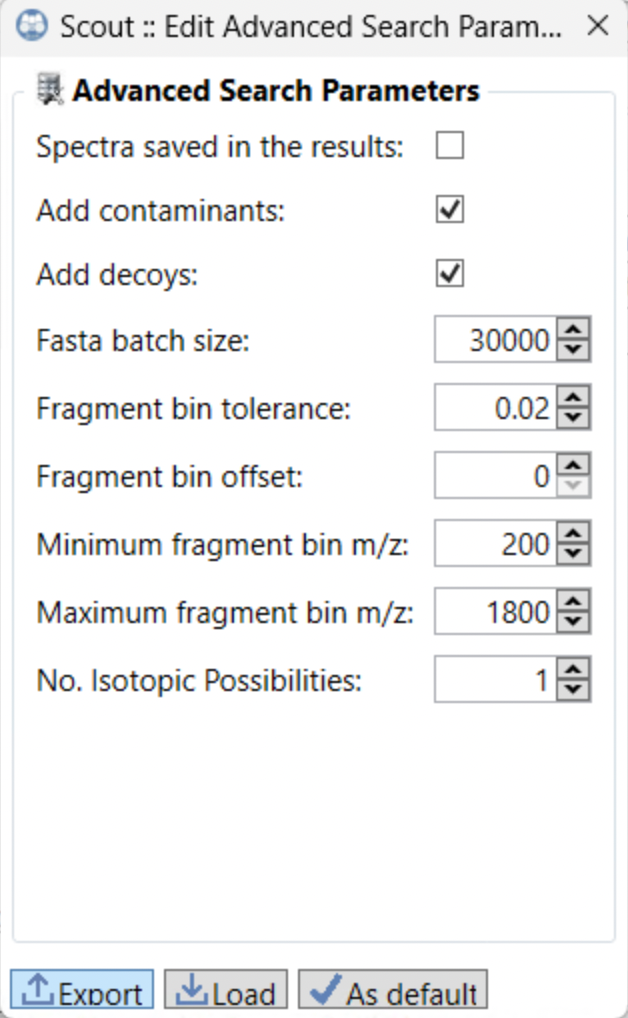 Scout :: Edit Advanced Search Param...
Advanced Search Parameters
Spectra saved in the results:
Add contaminants:
Add decoys:
Fasta batch size: 30000
Fragment bin tolerance: 0.02
Fragment bin offset: 0
Minimum fragment bin m/z: 200
Maximum fragment bin m/z: 1800
No. Isotopic Possibilities: 1
Export Load As default